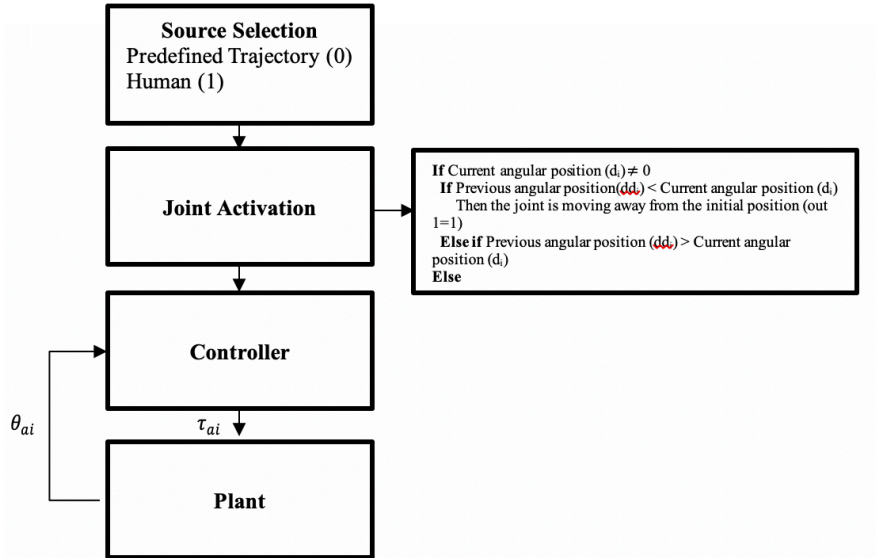 Source Selection
Predefined Trajectory (0)
Human (1)
Joint Activation
If Current angular position (dᵢ)≠ 0
If Previous angular position(ddᵢ) < Current angular position (dᵢ)
Then the joint is moving away from the initial position (out
1=1)
Else if Previous angular position (ddᵢ) > Current angular
position (dᵢ)
Else
Controller
θai
τai
Plant